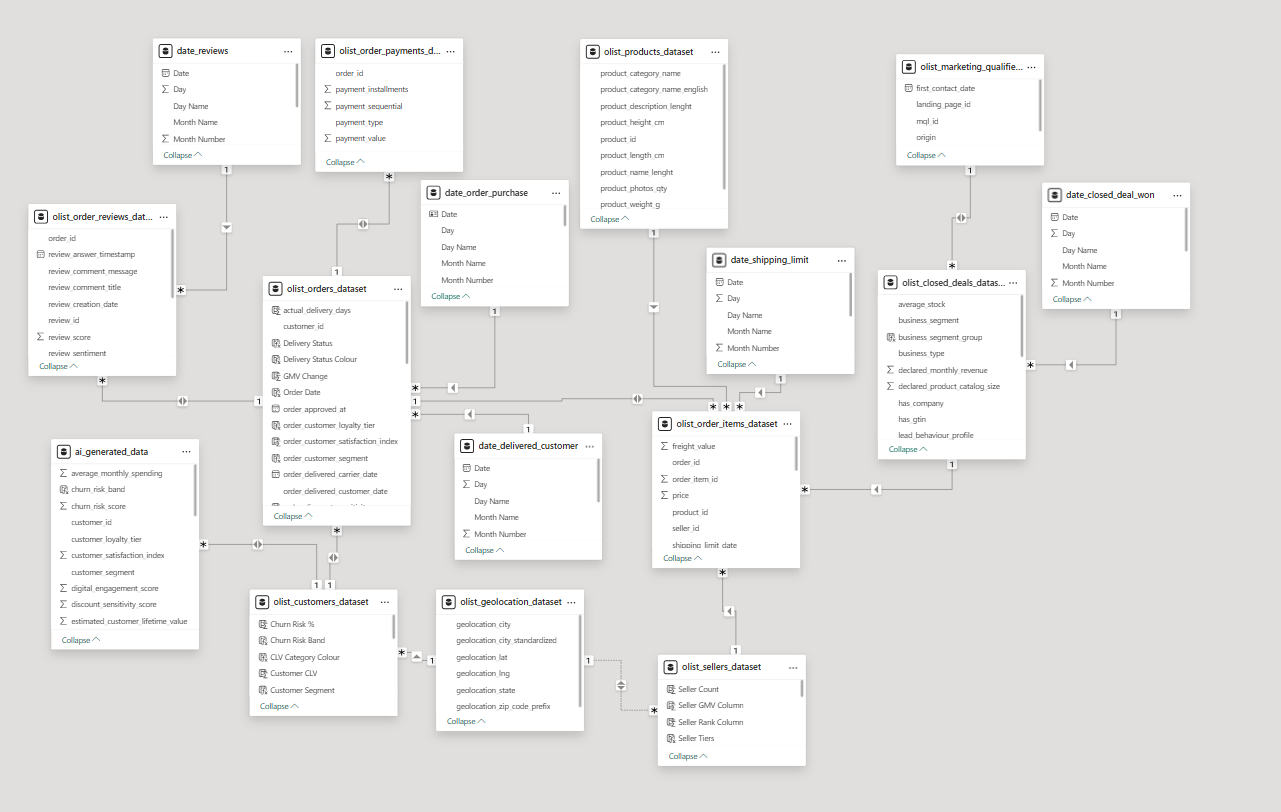 date_reviews
Date
Day
Day Name
Month Name
Month Number
Collapse
olist_order_payments_d...
order_id
payment_installments
payment_sequential
payment_type
payment_value
Collapse
olist_products_dataset
product_category_name
product_category_name_english
product_description_lenght
product_height_cm
product_id
product_length_cm
product_name_lenght
product_photos_qty
product_weight_g
Collapse
olist_marketing_qualifie...
first_contact_date
landing_page_id
mql_id
origin
Collapse
date_order_purchase
Date
Day
Day Name
Month Name
Month Number
Collapse
date_closed_deal_won
Date
Day
Day Name
Month Name
Month Number
Collapse
olist_order_reviews_dat...
order_id
review_answer_timestamp
review_comment_message
review_comment_title
review_creation_date
review_id
review_score
review_sentiment
Collapse
date_shipping_limit
Date
Day
Day Name
Month Name
Month Number
Collapse
olist_orders_dataset
actual_delivery_days
customer_id
Delivery Status
Delivery Status Colour
GMV Change
Order Date
order_approved_at
order_customer_loyalty_tier
order_customer_satisfaction_index
order_customer_segment
order_delivered_carrier_date
order_delivered_customer_date
Collapse
olist_closed_deals_datas...
average_stock
business_segment
business_segment_group
business_type
declared_monthly_revenue
declared_product_catalog_size
has_company
has_gtin
lead_behaviour_profile
Collapse
olist_order_items_dataset
freight_value
order_id
order_item_id
price
product_id
seller_id
shipping_limit_date
Collapse
date_delivered_customer
Date
Day
Day Name
Month Name
Month Number
Collapse
ai_generated_data
average_monthly_spending
churn_risk_band
churn_risk_score
customer_id
customer_loyalty_tier
customer_satisfaction_index
customer_segment
digital_engagement_score
discount_sensitivity_score
estimated_customer_lifetime_value
Collapse
olist_customers_dataset
Churn Risk %
Churn Risk Band
CLV Category Colour
Customer CLV
Customer Segment
Collapse
olist_geolocation_dataset
geolocation_city
geolocation_city_standardized
geolocation_lat
geolocation_lng
geolocation_state
geolocation_zip_code_prefix
Collapse
olist_sellers_dataset
Seller Count
Seller GMV Column
Seller Rank Column
Seller Tiers
Collapse